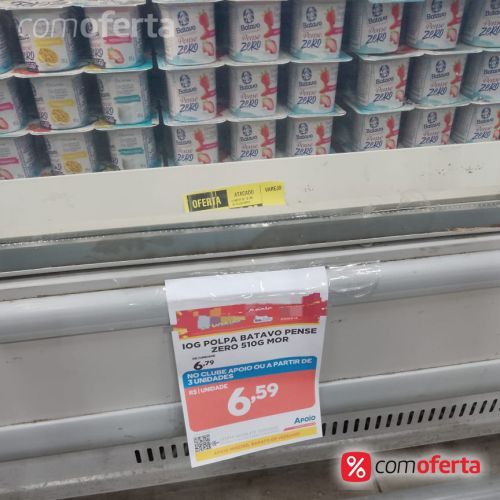 comoferta
Batavo
Pense
ZERO
OFERTA
ATACADO
VAREJO
IOG POLPA BATAVO PENSE
ZERO 510G MOR
6,79
NO CLUBE APOIO OU A PARTIR DE
3 UNIDADES
R$ | UNIDADE
6,59
APOIO
comoferta